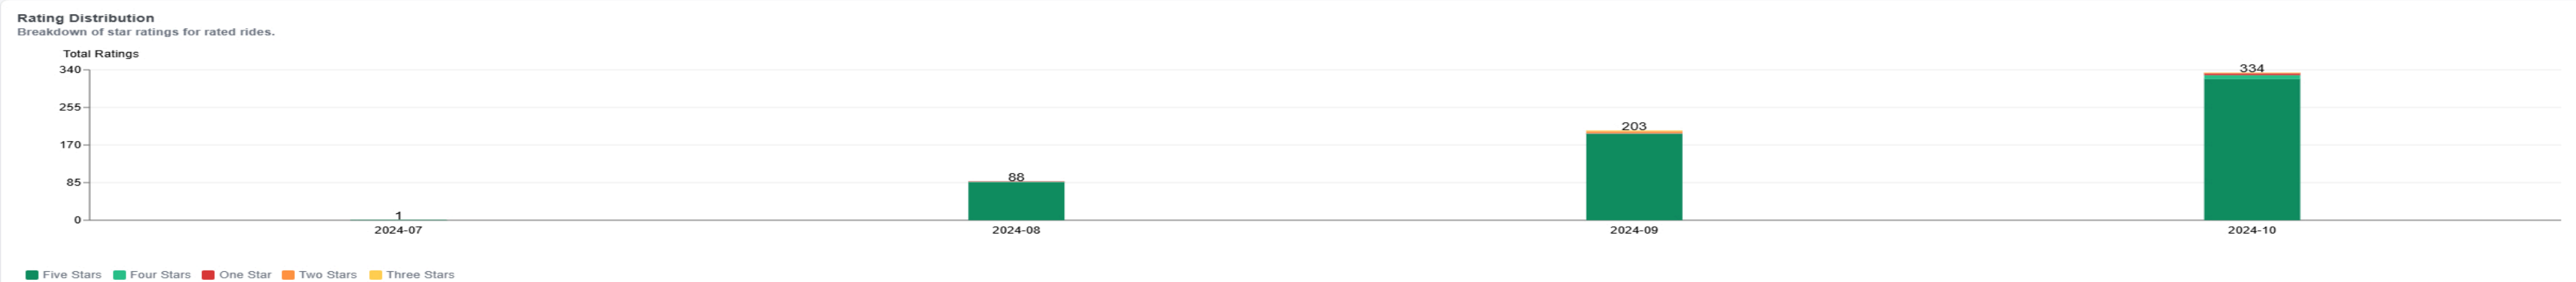 Rating Distribution
Breakdown of star ratings for rated rides.
Total Ratings
340
255
170
85
0
1
88
203
334
2024-07 2024-08 2024-09 2024-10
Five Stars Four Stars One Star Two Stars Three Stars